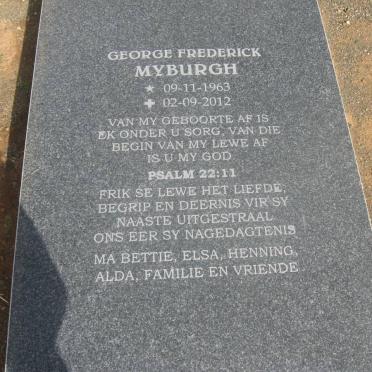 GEORGE FREDERICK
MYBURGH
★ 09-11-1963
✚ 02-09-2012
VAN MY GEBOORTE AF IS
EK ONDER U SORG, VAN DIE
BEGIN VAN MY LEWE AF
IS U MY GOD
PSALM 22:11
FRIK SE LEWE HET LIEFDE,
BEGRIP EN DEERNIS VIR SY
NAASTE UITGESTRAAL
ONS EER SY NAGEDAGTENIS
MA BETTIE, ELSA, HENNING,
ALDA, FAMILIE EN VRIENDE